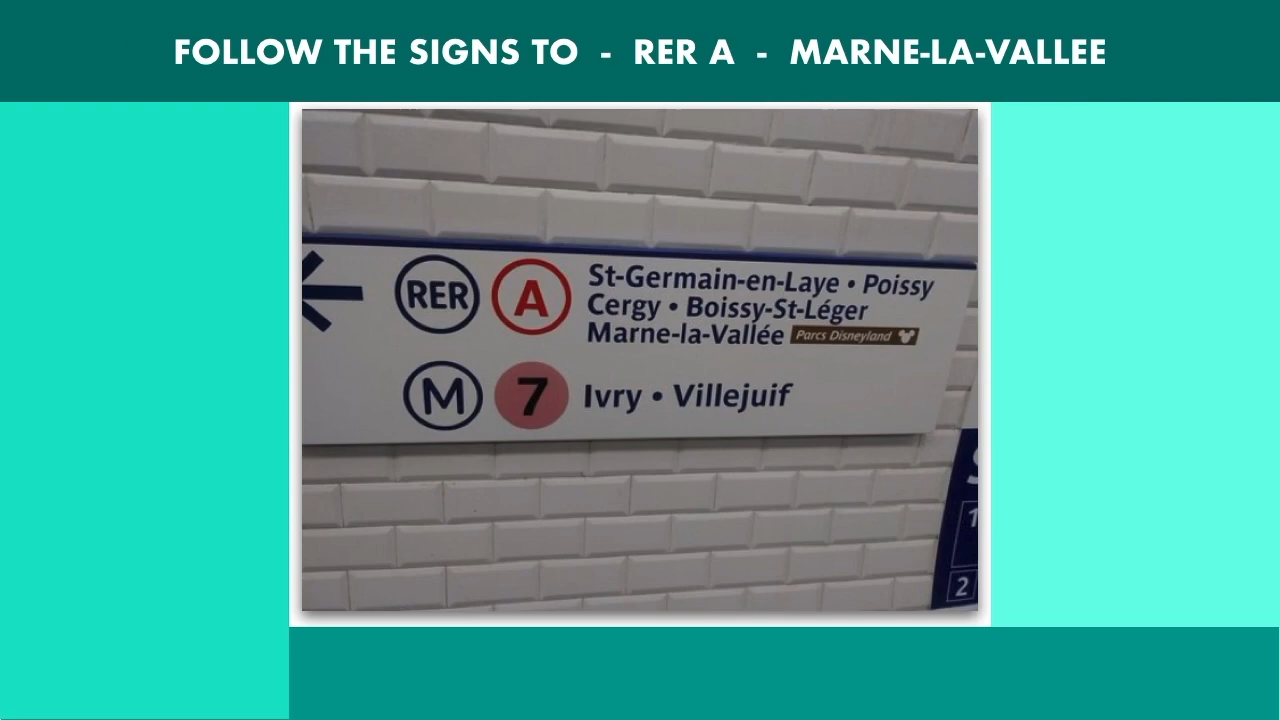 FOLLOW THE SIGNS TO - RER A - MARNE-LA-VALLEE
RER A St-Germain-en-Laye • Poissy
Cergy • Boissy-St-Léger
Marne-la-Vallée Parcs Disneyland
M 7 Ivry • Villejuif
1
2